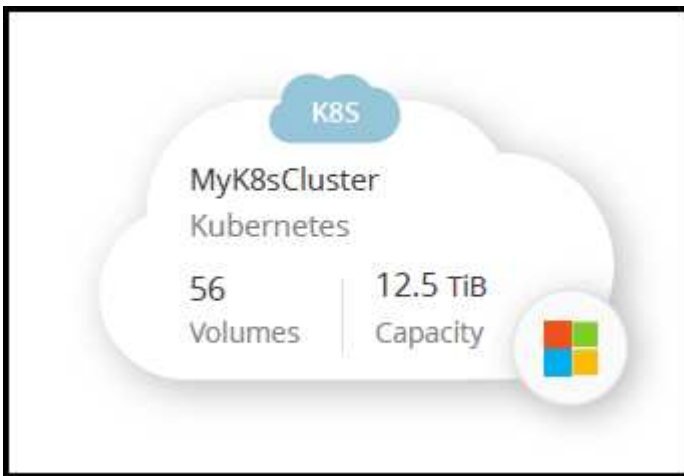 K8S
MyK8sCluster
Kubernetes
56
12.5 TiB
Volumes
Capacity